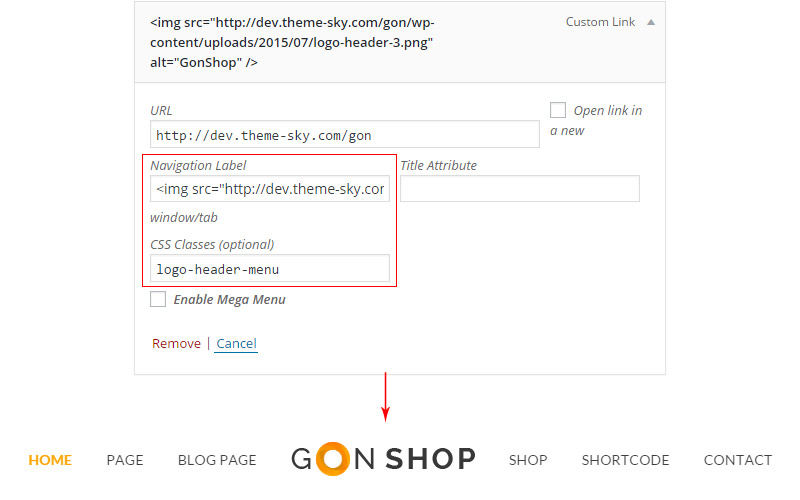 <img src="http://dev.theme-sky.com/gon/wp-
content/uploads/2015/07/logo-header-3.png"
alt="GonShop" />
Custom Link
URL
Open link in
a new
http://dev.theme-sky.com/gon
Navigation Label
Title Attribute
<img src="http://dev.theme-sky.cor
window/tab
CSS Classes (optional)
logo-header-menu
Enable Mega Menu
Remove | Cancel
HOME PAGE BLOG PAGE GON SHOP SHOP SHORTCODE CONTACT